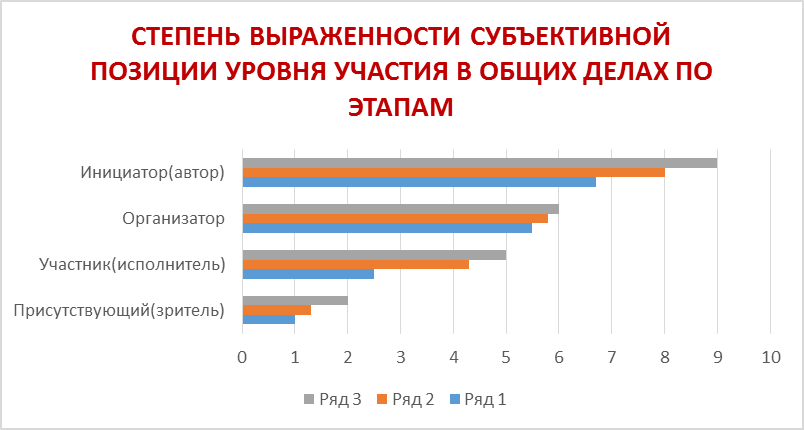 СТЕПЕНЬ ВЫРАЖЕННОСТИ СУБЪЕКТИВНОЙ
ПОЗИЦИИ УРОВНЯ УЧАСТИЯ В ОБЩИХ ДЕЛАХ ПО
ЭТАПАМ
Инициатор(автор)
Организатор
Участник(исполнитель)
Присутствующий(зритель)
0 1 2 3 4 5 6 7 8 9 10
Ряд 3 Ряд 2 Ряд 1